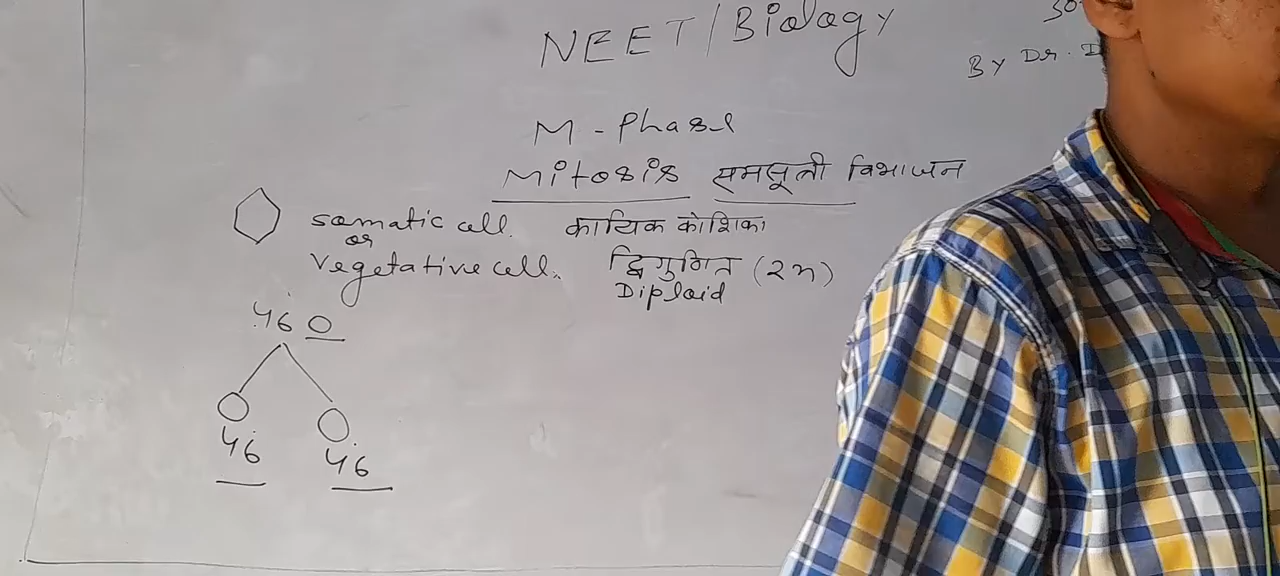 NEET/Biology
By Dr. D
M-Phase
Mitosis समसूती विभाजन
somatic cell. कायिक कोशिका
or
Vegetative cell. द्विगुणित (2n)
Diploid
46
46 46